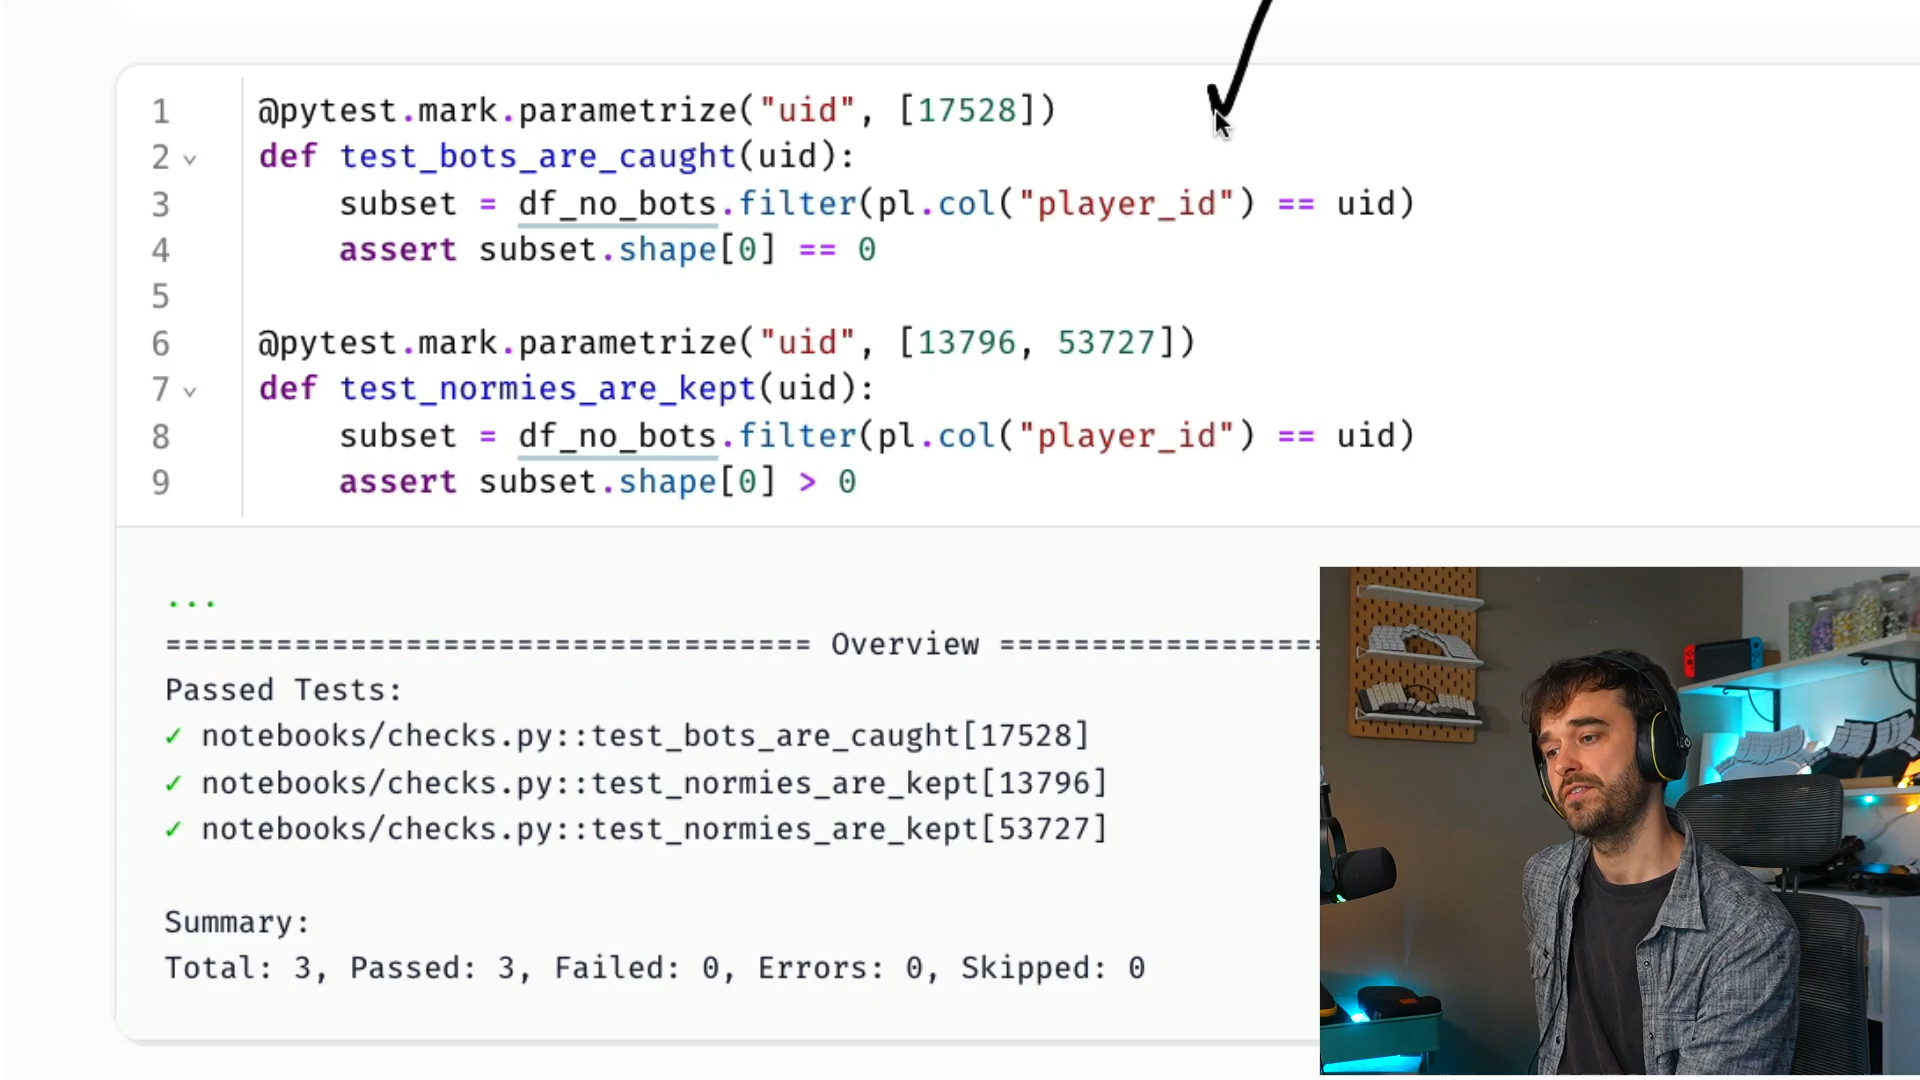 1 @pytest.mark.parametrize("uid", [17528])
2 def test_bots_are_caught(uid):
3 subset = df_no_bots.filter(pl.col("player_id") == uid)
4 assert subset.shape[0] == 0
5
6 @pytest.mark.parametrize("uid", [13796, 53727])
7 def test_normies_are_kept(uid):
8 subset = df_no_bots.filter(pl.col("player_id") == uid)
9 assert subset.shape[0] > 0
...
=================================== Overview ==================
Passed Tests:
✓ notebooks/checks.py::test_bots_are_caught[17528]
✓ notebooks/checks.py::test_normies_are_kept[13796]
✓ notebooks/checks.py::test_normies_are_kept[53727]
Summary:
Total: 3, Passed: 3, Failed: 0, Errors: 0, Skipped: 0